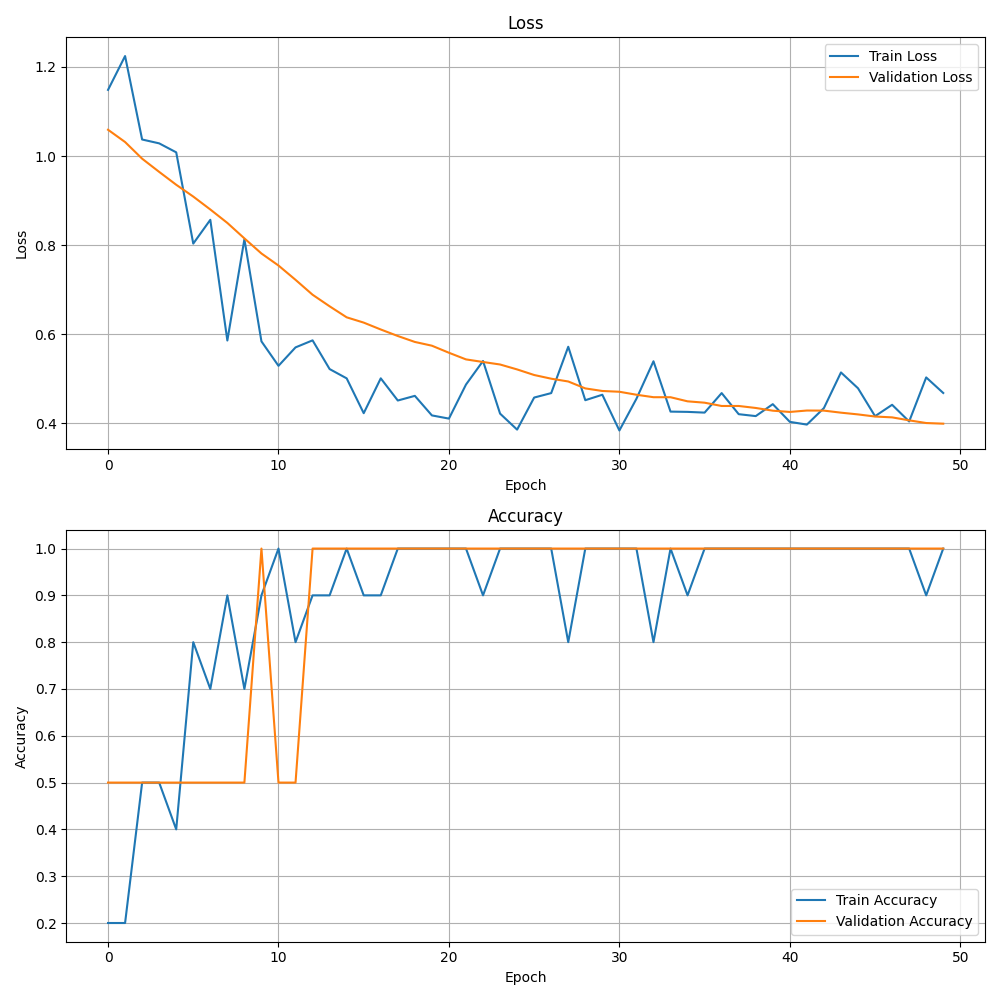 Loss
1.2
1.0
0.8
0.6
0.4
Loss
Train Loss
Validation Loss
0 10 20 30 40 50
Epoch
Accuracy
1.0
0.9
0.8
0.7
0.6
0.5
0.4
0.3
0.2
Accuracy
Train Accuracy
Validation Accuracy
0 10 20 30 40 50
Epoch